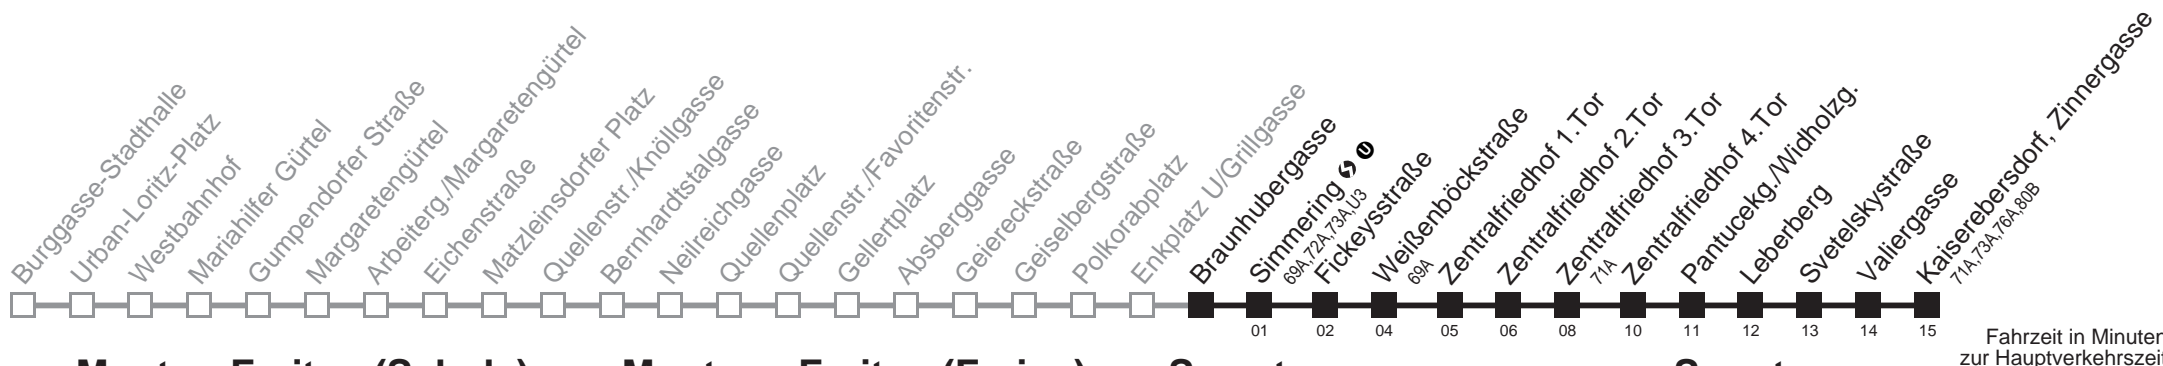 Burggasse-Stadthalle
Urban-Loritz-Platz
Westbahnhof
Mariahilfer Gürtel
Gumpendorfer Straße
Margaretengürtel
Arbeiterg./Margaretengürtel
Eichenstraße
Matzleinsdorfer Platz
Quellenstr./Knöllgasse
Bernhardtstalgasse
Neilreichgasse
Quellenplatz
Quellenstr./Favoritenstr.
Gellertplatz
Absberggasse
Geiereckstraße
Geiselbergstraße
Polkorabplatz
Enkplatz U/Grillgasse
Braunhubergasse
Simmering S U
69A,72A,73A,U3
Fickeysstraße
Weißenböckstraße
69A
Zentralfriedhof 1.Tor
Zentralfriedhof 2.Tor
Zentralfriedhof 3.Tor
71A
Zentralfriedhof 4.Tor
Pantucekg./Widholzg.
Leberberg
Svetelskystraße
Valiergasse
Kaiserebersdorf, Zinnergasse
71A,73A,76A,80B
01 02 04 05 06 08 10 11 12 13 14 15
Fahrzeit in Minuten
zur Hauptverkehrszeit